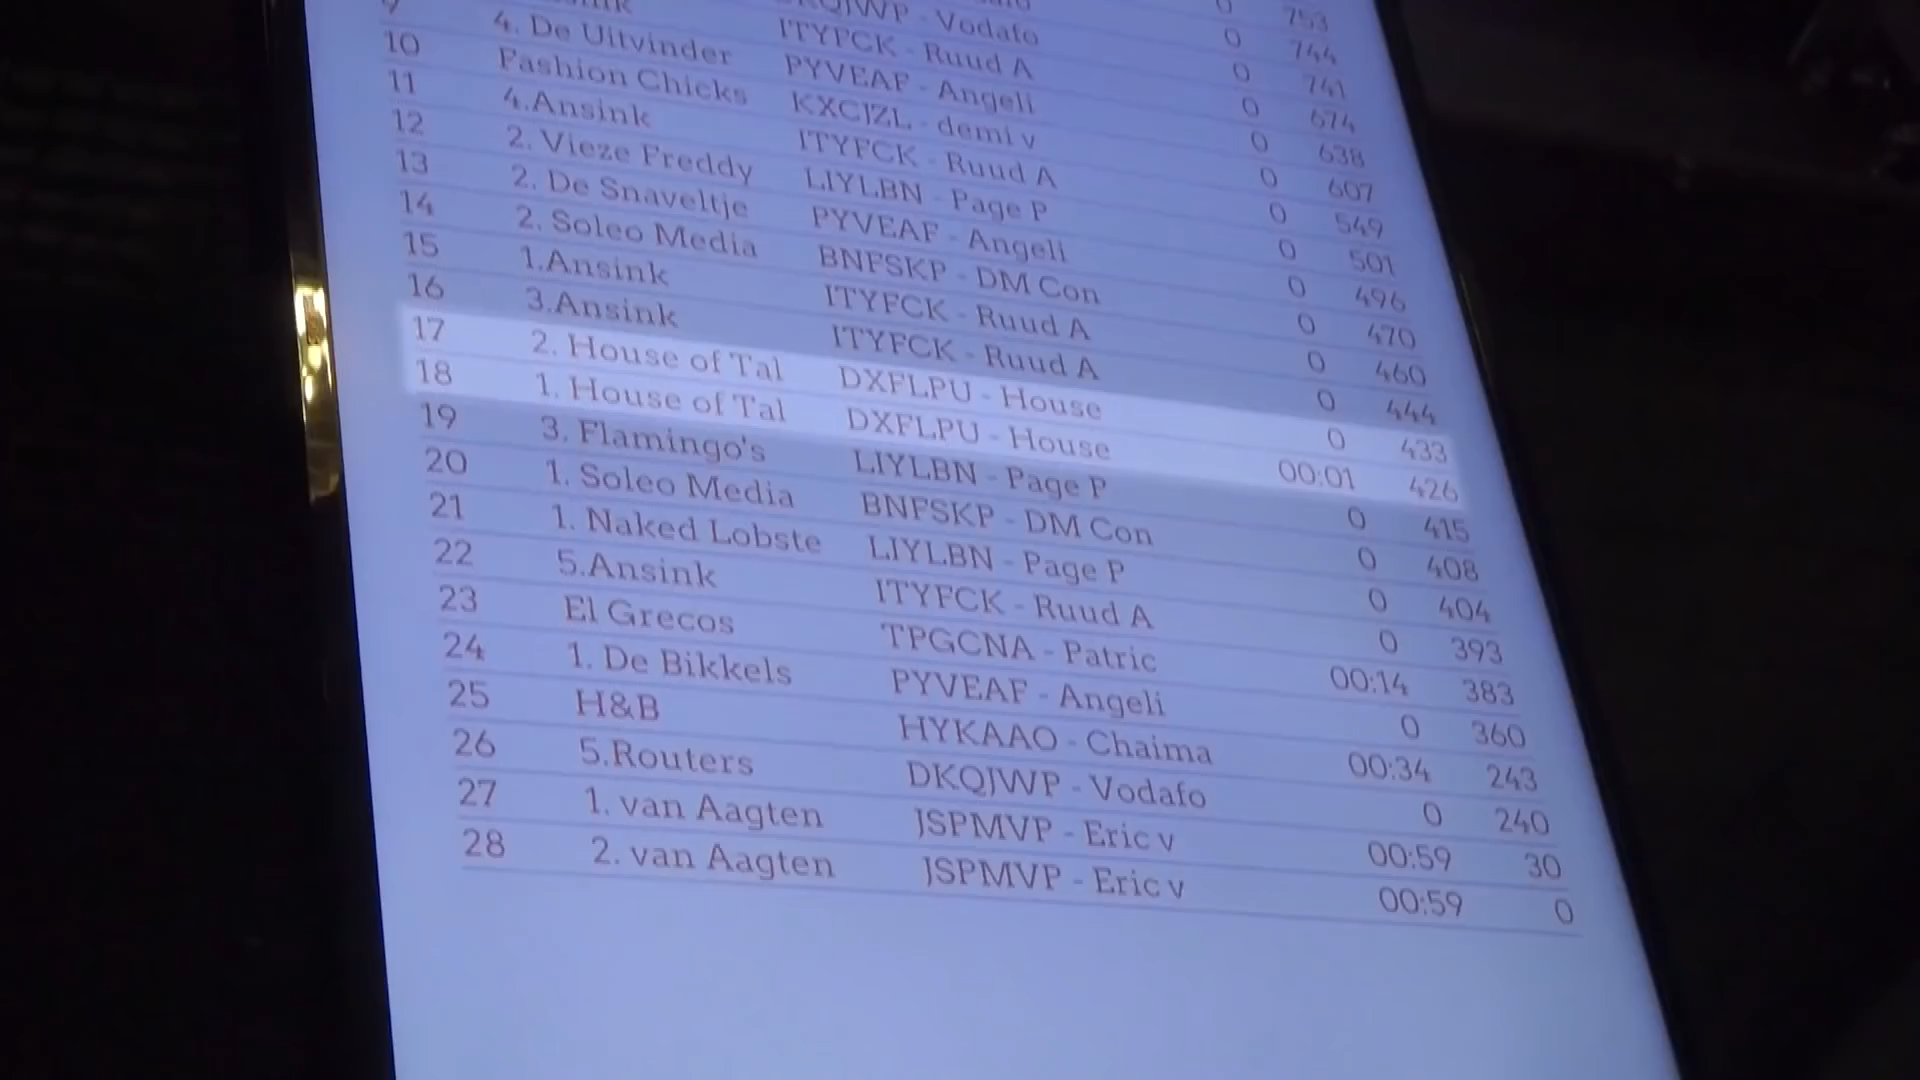 753
0 744
Vodafo 0 741
ITYFCK - Ruud A 0 674
9 4. De Uitvinder PYVEAF - Angeli 0 638
10 Fashion Chicks KXCJZL - demi v 0 607
11 4.Ansink ITYFCK - Ruud A 0 549
12 2. Vieze Freddy LIYLBN - Page P 0 501
13 2. De Snaveltje PYVEAF - Angeli 0 496
14 2. Soleo Media BNFSKP - DM Con 0 470
15 1.Ansink ITYFCK - Ruud A 0 460
16 3.Ansink ITYFCK - Ruud A 0 444
17 2. House of Tal DXFLPU - House 0 433
18 1. House of Tal DXFLPU - House 00:01 426
19 3. Flamingo's LIYLBN - Page P 0 415
20 1. Soleo Media BNFSKP - DM Con 0 408
21 1. Naked Lobste LIYLBN - Page P 0 404
22 5.Ansink ITYFCK - Ruud A 0 393
23 El Grecos TPGCNA - Patric 00:14 383
24 1. De Bikkels PYVEAF - Angeli 0 360
25 H&B HYKAAO - Chaima 00:34 243
26 5.Routers DKQJWP - Vodafo 0 240
27 1. van Aagten JSPMVP - Eric v 00:59 30
28 2. van Aagten JSPMVP - Eric v 00:59 0